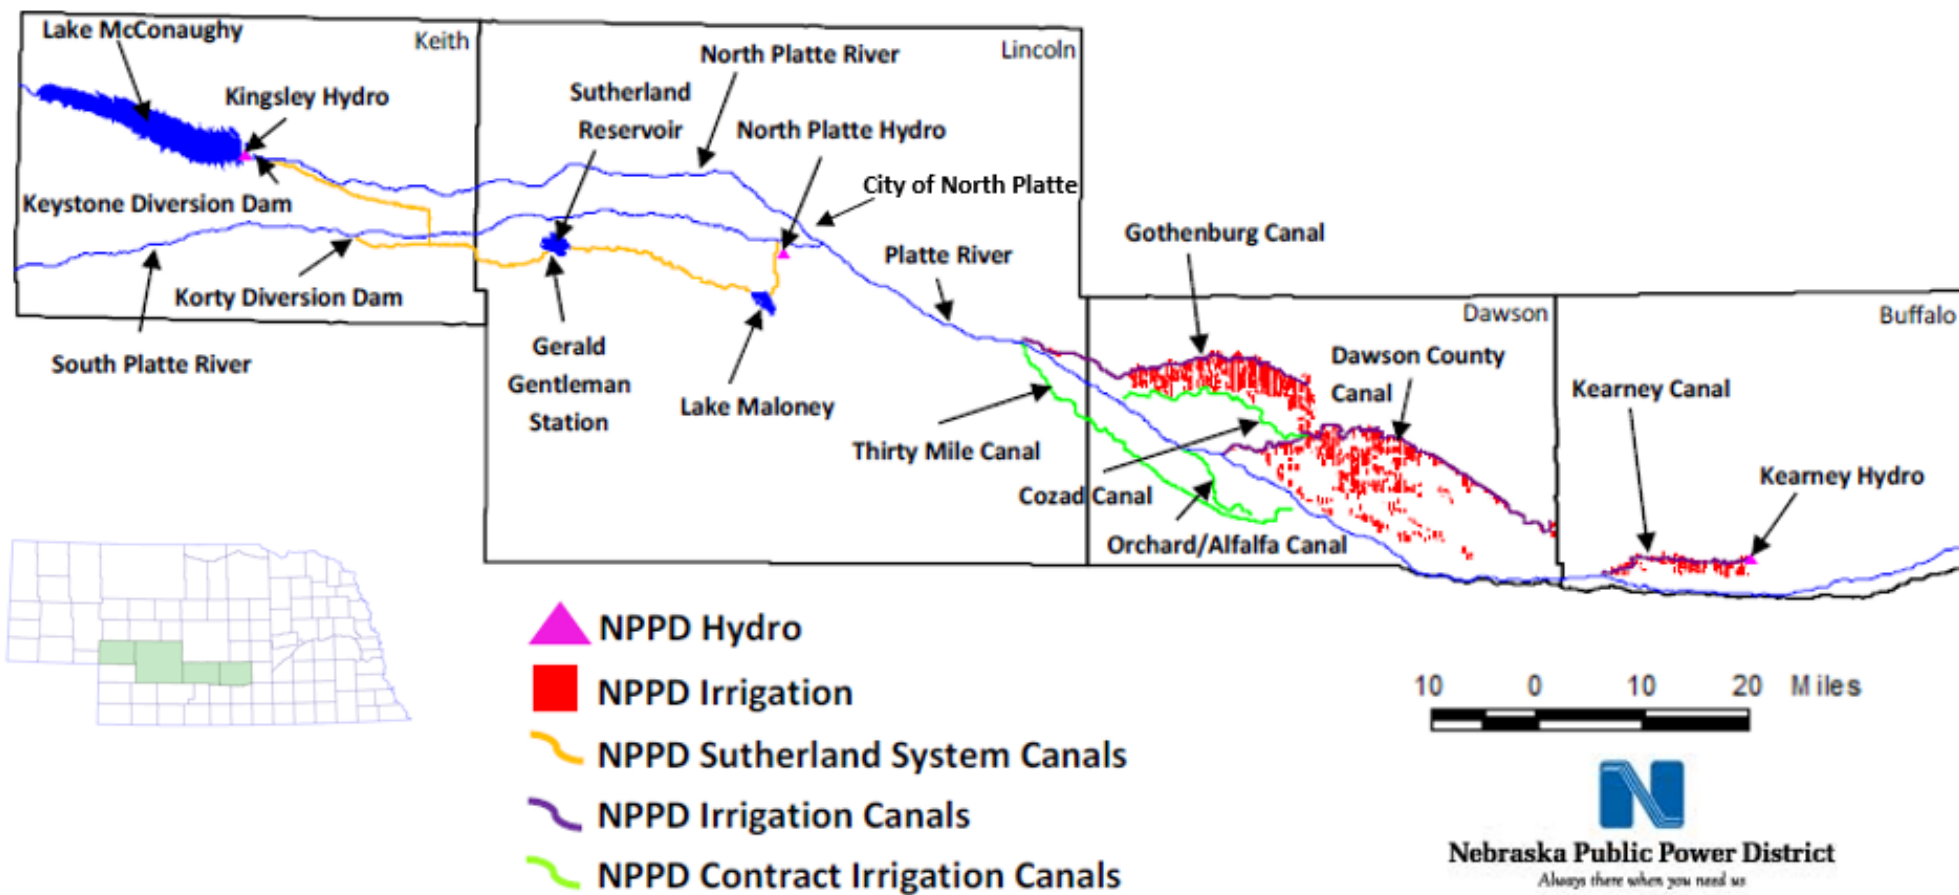 Lake McConaughy
Keith
Kingsley Hydro
Keystone Diversion Dam
Korty Diversion Dam
South Platte River
Lincoln
North Platte River
Sutherland
Reservoir
North Platte Hydro
City of North Platte
Platte River
Gerald
Gentleman
Station
Lake Maloney
Thirty Mile Canal
Cozad Canal
Orchard/Alfalfa Canal
Gothenburg Canal
Dawson
Dawson County
Canal
Buffalo
Kearney Canal
Kearney Hydro
NPPD Hydro
NPPD Irrigation
NPPD Sutherland System Canals
NPPD Irrigation Canals
NPPD Contract Irrigation Canals
10 0 10 20 Miles
Nebraska Public Power District
Always there when you need us